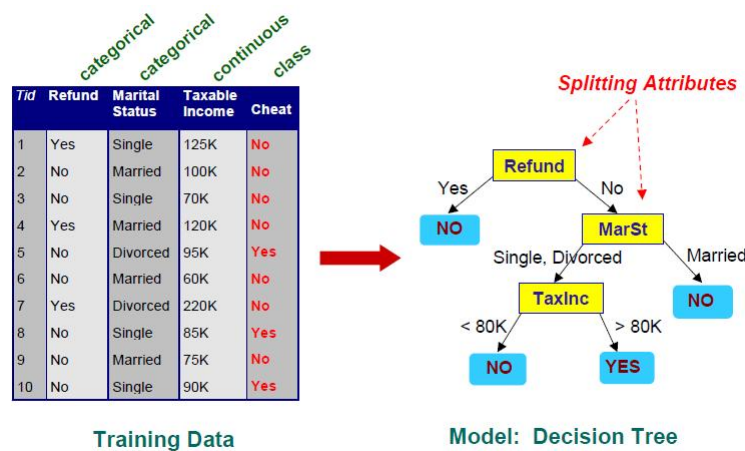 categorical
categorical
continuous
class
Tid Refund Marital Status Taxable Income Cheat
1 Yes Single 125K No
2 No Married 100K No
3 No Single 70K No
4 Yes Married 120K No
5 No Divorced 95K Yes
6 No Married 60K No
7 Yes Divorced 220K No
8 No Single 85K Yes
9 No Married 75K No
10 No Single 90K Yes
Training Data
Splitting Attributes
Refund
Yes No
NO MarSt
Single, Divorced Married
TaxInc NO
< 80K > 80K
NO YES
Model: Decision Tree